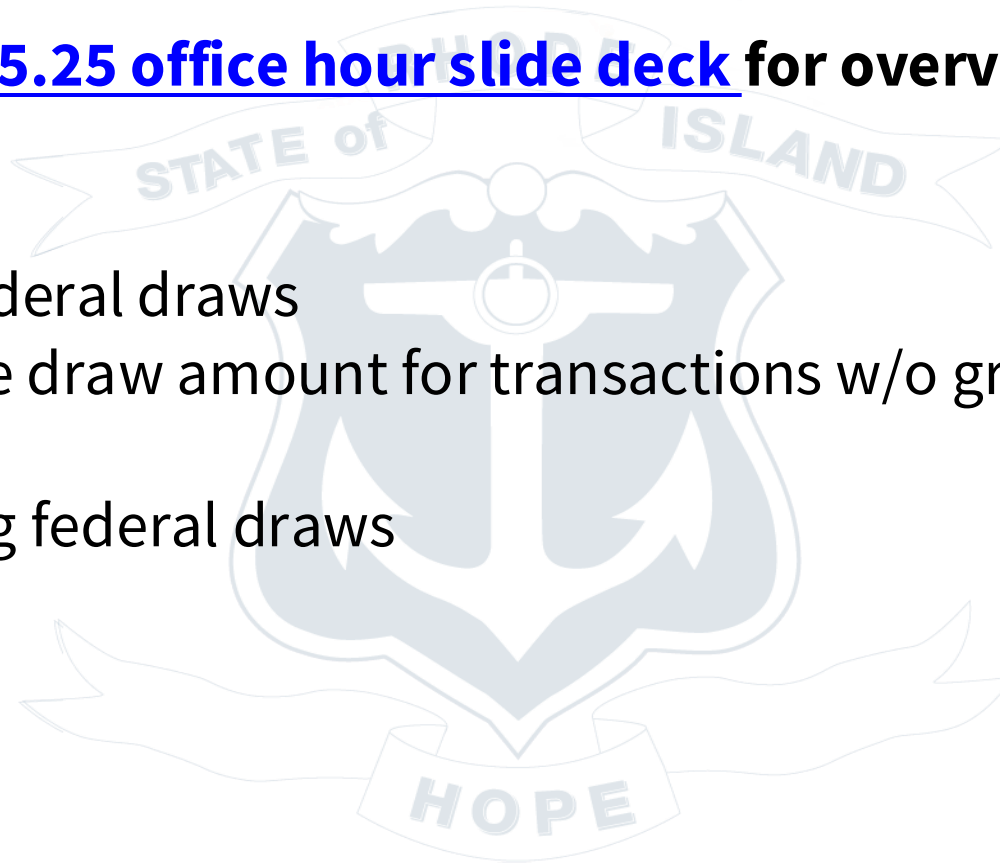 5.25 office hour slide deck for overv
RHODE
STATE of ISLAND
deral draws
e draw amount for transactions w/o gr
g federal draws
HOPE